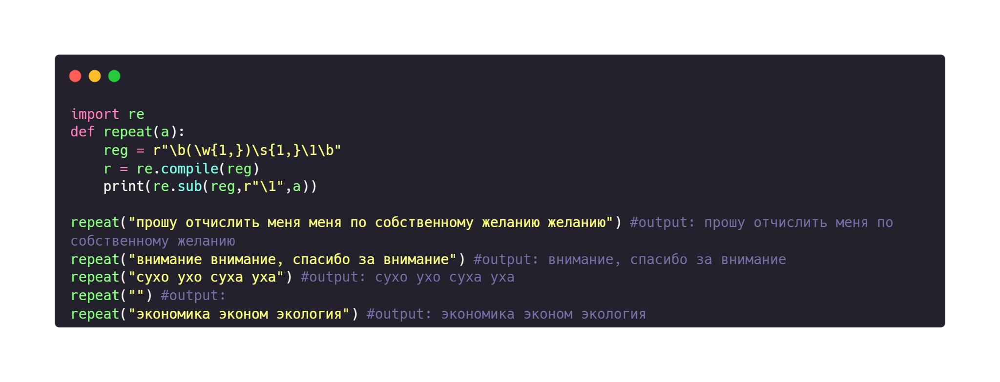 import re
def repeat(a):
    reg = r"\b(\w{1,})\s{1,}\1\b"
    r = re.compile(reg)
    print(re.sub(reg,r"\1",a))

repeat("прошу отчислить меня меня по собственному желанию желанию") #output: прошу отчислить меня по
собственному желанию
repeat("внимание внимание, спасибо за внимание") #output: внимание, спасибо за внимание
repeat("сухо ухо суха уха") #output: сухо ухо суха уха
repeat("") #output:
repeat("экономика эконом экология") #output: экономика эконом экология